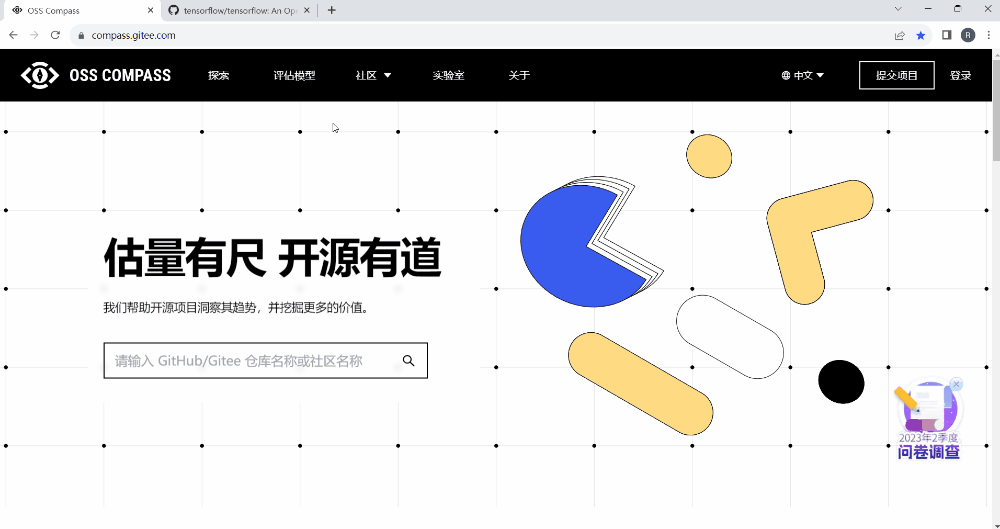 OSS Compass
tensorflow/tensorflow: An Op
compass.gitee.com
R
OSS COMPASS
探索
评估模型
社区
实验室
关于
中文
提交项目
登录
估量有尺 开源有道
我们帮助开源项目洞察其趋势，并挖掘更多的价值。
请输入 GitHub/Gitee 仓库名称或社区名称
2023年2季度
问卷调查